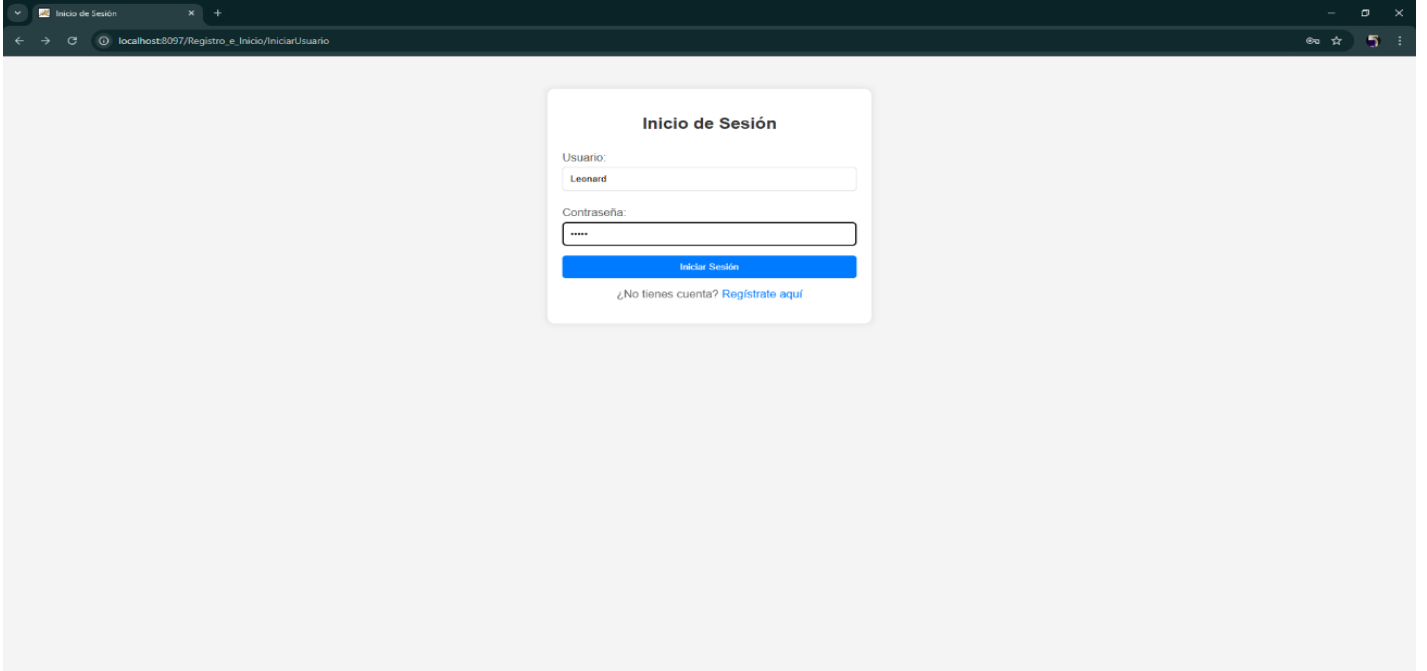 Inicio de Sesión
localhost:8097/Registro_e_Inicio/IniciarUsuario
Inicio de Sesión
Usuario:
Leonard
Contraseña:
•••••
Iniciar Sesión
¿No tienes cuenta? Regístrate aquí